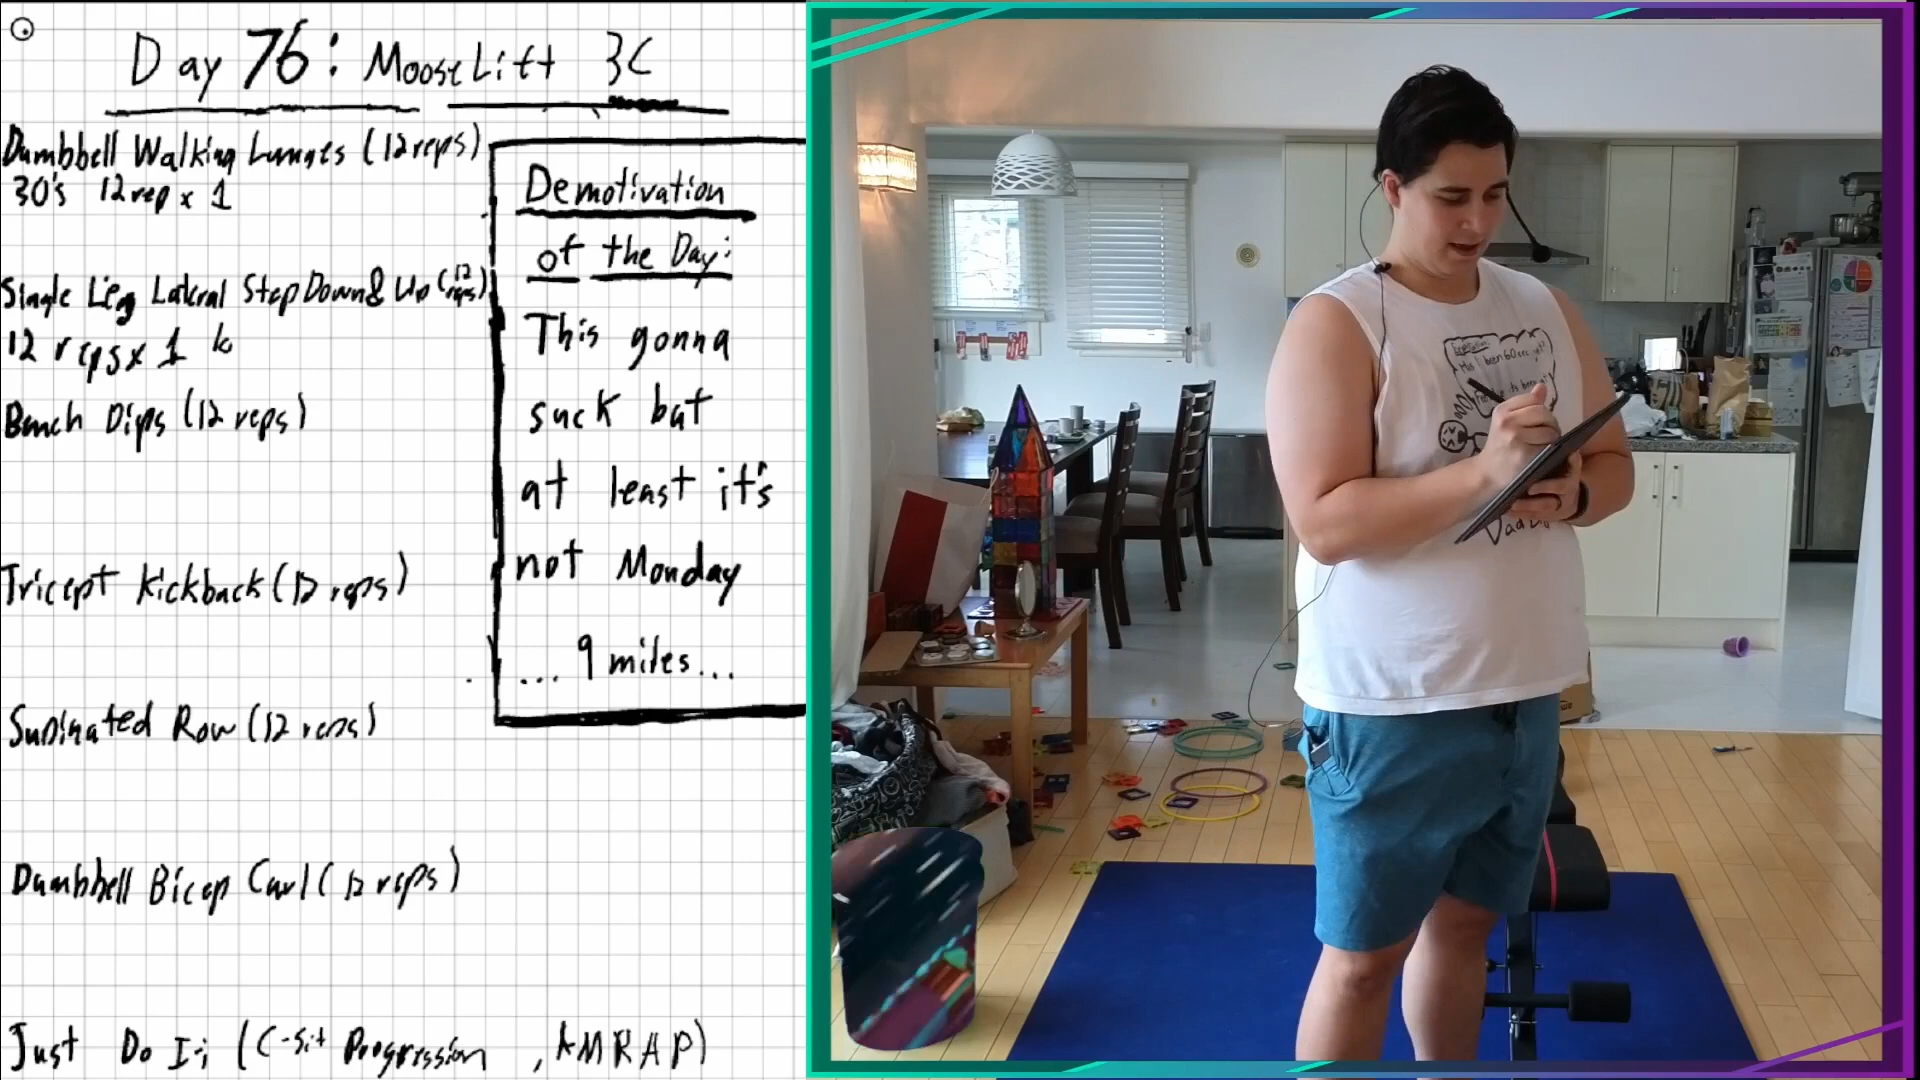 Day 76: MooseLift 3C
Dumbbell Walking Lunges (12 reps)
30's 12 rep x 1
Single Leg Lateral Step Down & Up (12 reps)
12 reps x 1
Bench Dips (12 reps)
Tricept Kickback (12 reps)
Supinated Row (12 reps)
Dumbbell Bicep Curl (12 reps)
Just Do It; (C-Sit Progression, AMRAP)
Demotivation
of the Day:
This gonna
suck but
at least it's
not Monday
... 9 miles...